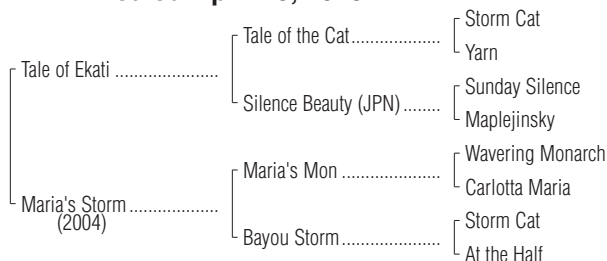 Storm Cat
Tale of the Cat
Yarn
Tale of Ekati
Sunday Silence
Silence Beauty (JPN)
Maplejinsky
Wavering Monarch
Maria's Mon
Carlotta Maria
Maria's Storm
(2004)
Storm Cat
Bayou Storm
At the Half